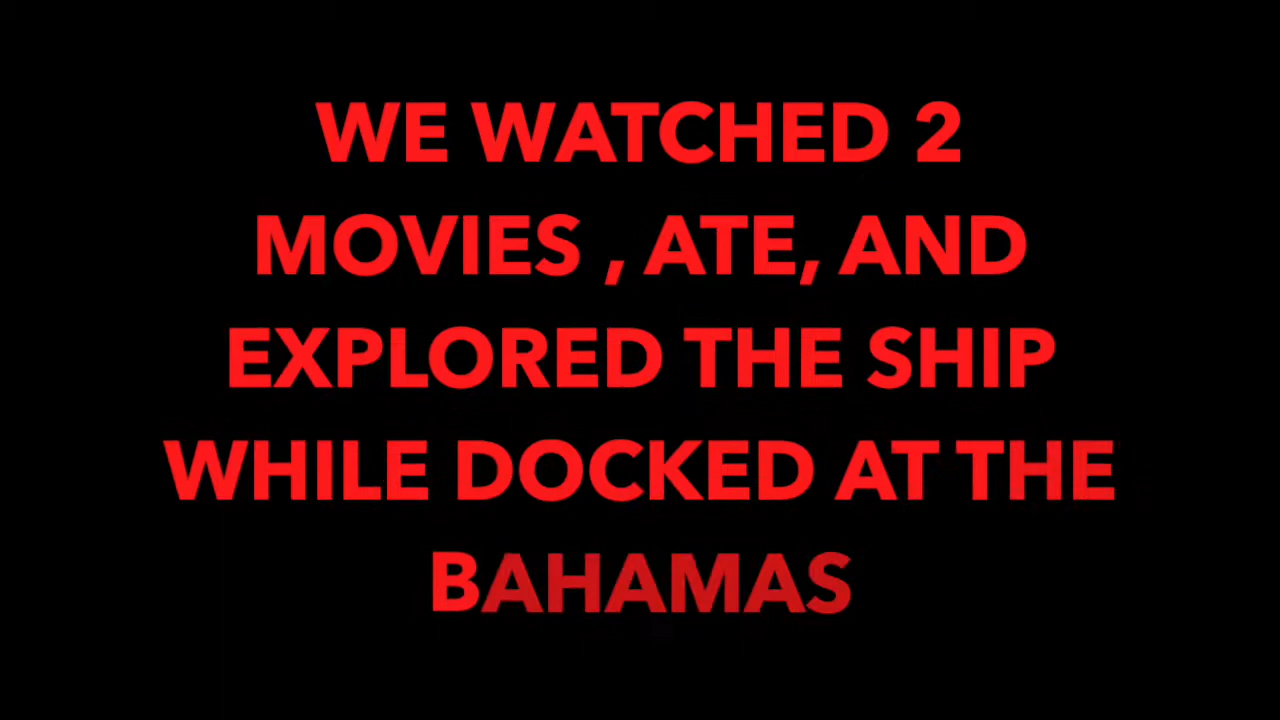 WE WATCHED 2
MOVIES , ATE, AND
EXPLORED THE SHIP
WHILE DOCKED AT THE
BAHAMAS